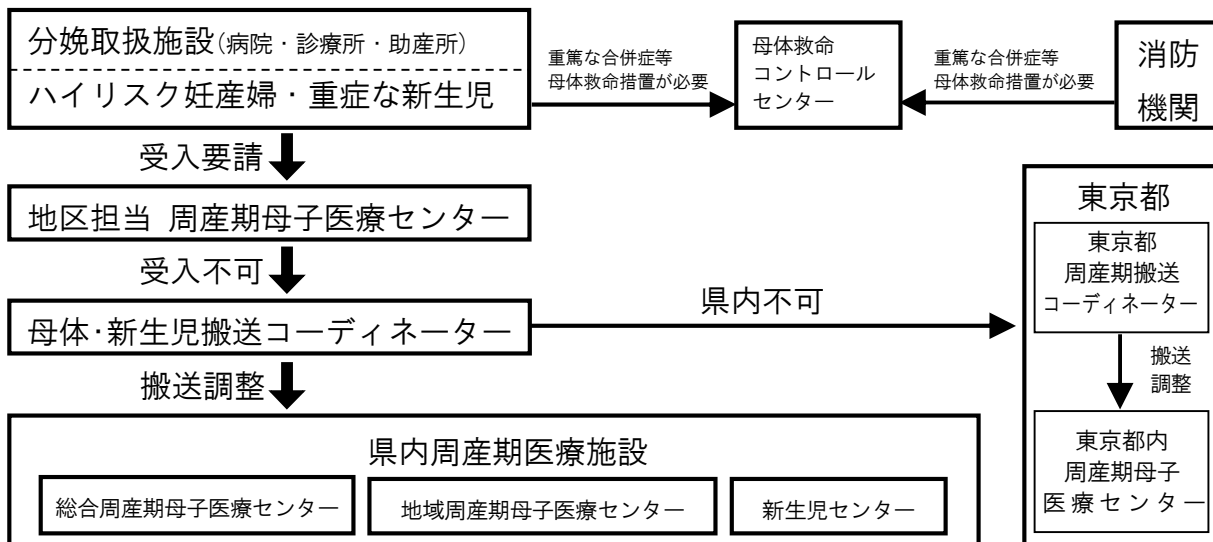 分娩取扱施設(病院・診療所・助産所)
ハイリスク妊産婦・重症な新生児
重篤な合併症等
母体救命措置が必要
母体救命
コントロール
センター
重篤な合併症等
母体救命措置が必要
消防
機関
受入要請
地区担当 周産期母子医療センター
受入不可
母体・新生児搬送コーディネーター
県内不可
搬送調整
県内周産期医療施設
総合周産期母子医療センター
地域周産期母子医療センター
新生児センター
東京都
東京都
周産期搬送
コーディネーター
搬送
調整
東京都内
周産期母子
医療センター